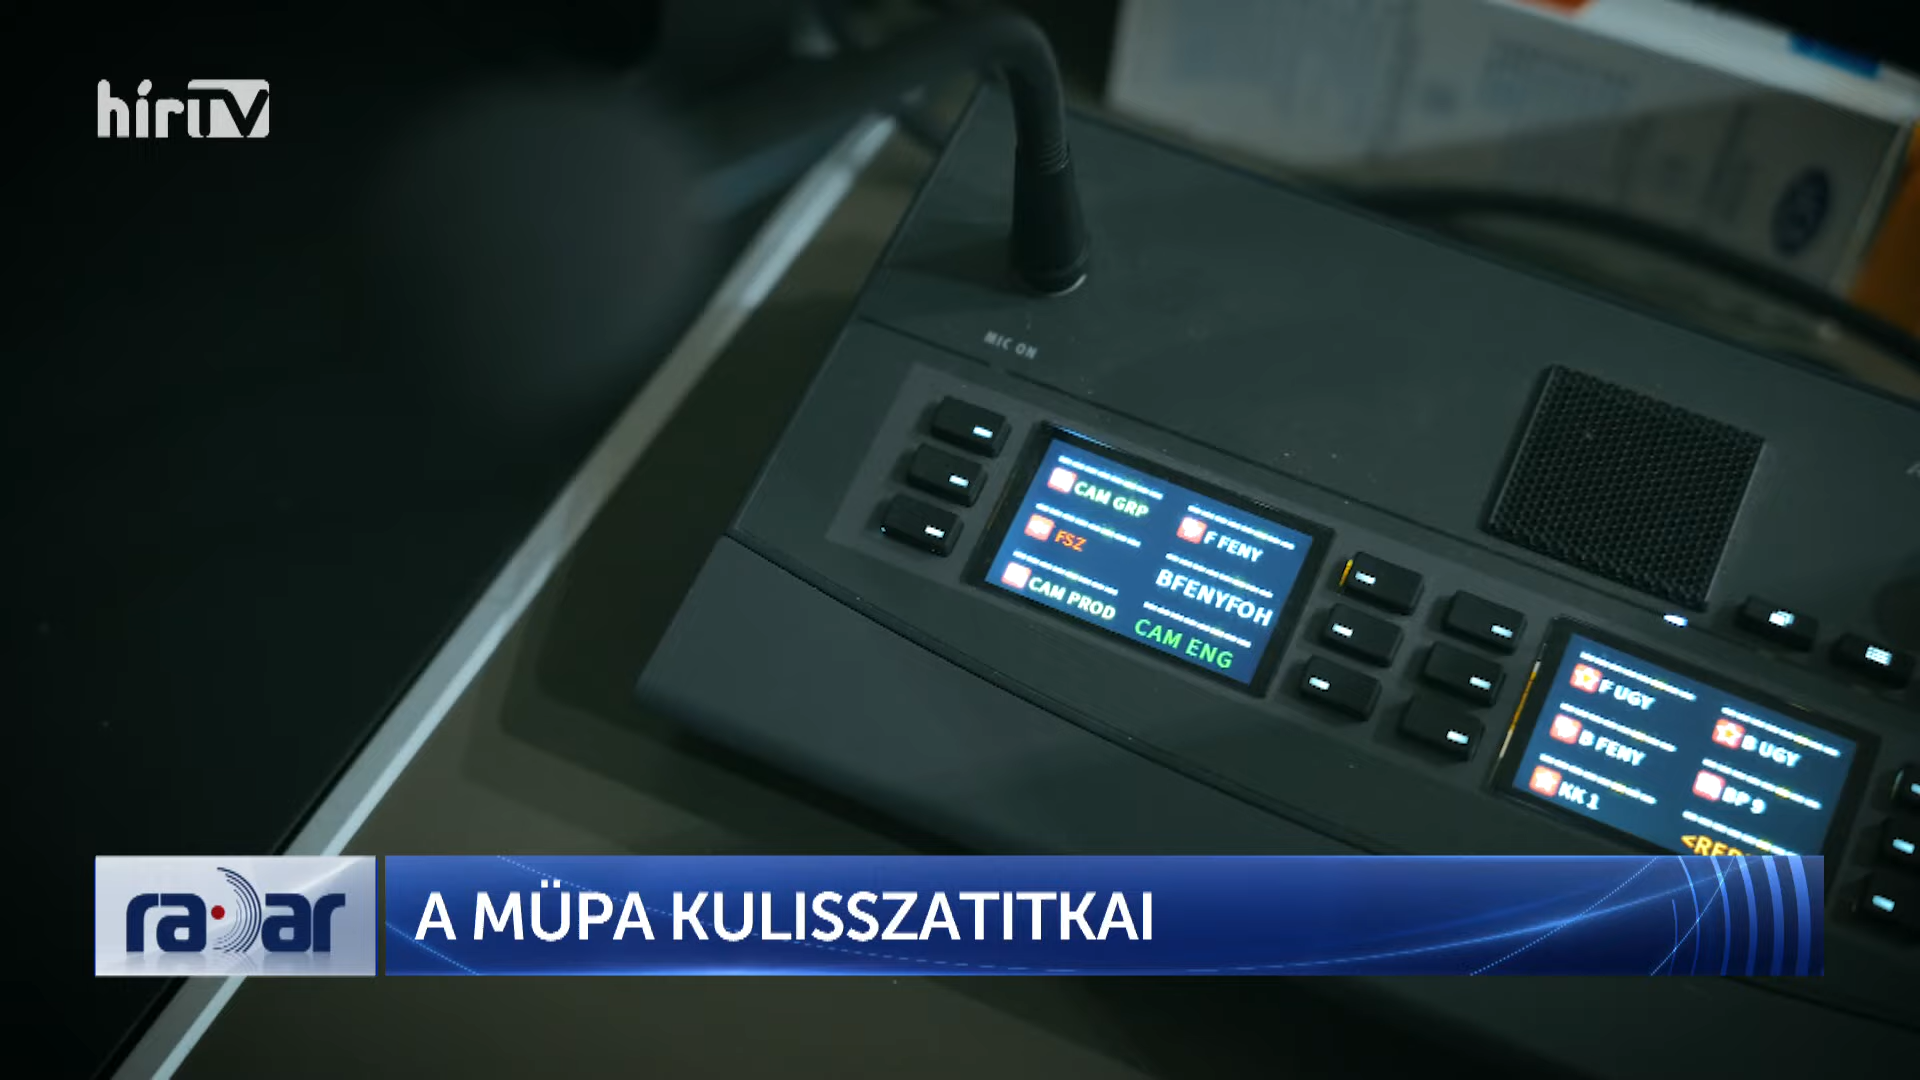 hírTV
MIC ON
CAM GRP
F FENY
FSZ
BFENYFOH
CAM PROD
CAM ENG
F UGY
B UGY
B FENY
BP 9
KK 1
radar
A MÜPA KULISSZATITKAI